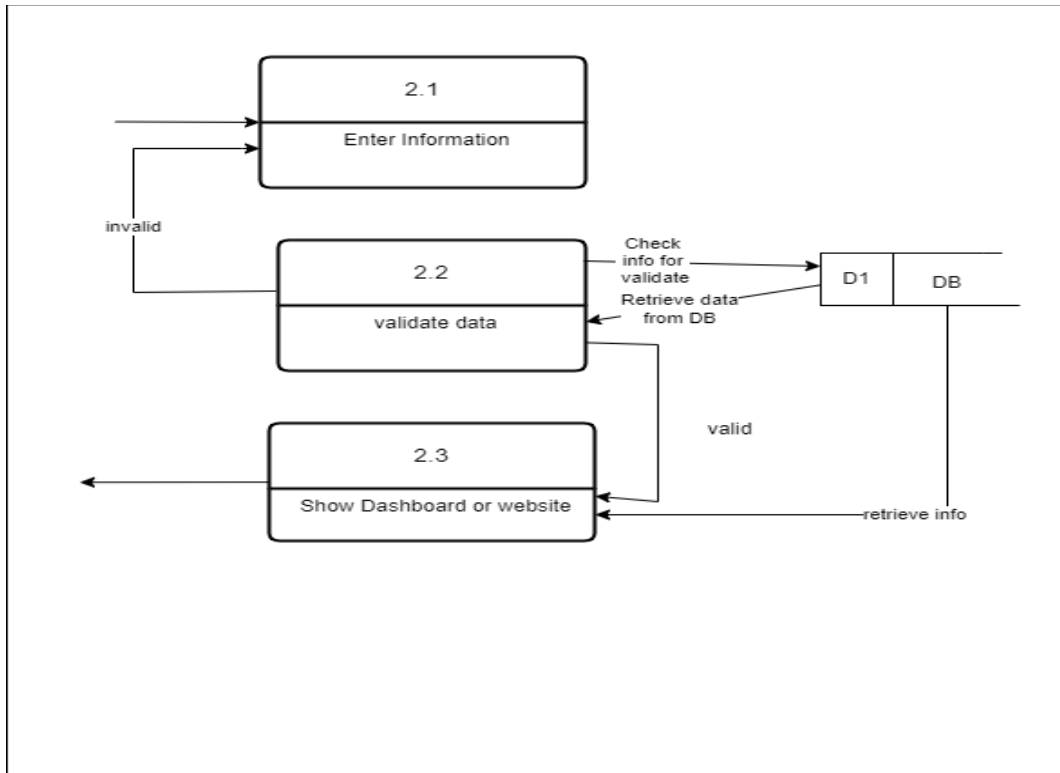 2.1
Enter Information
invalid
2.2
validate data
Check
info for
validate
Retrieve data
from DB
D1
DB
valid
2.3
Show Dashboard or website
retrieve info